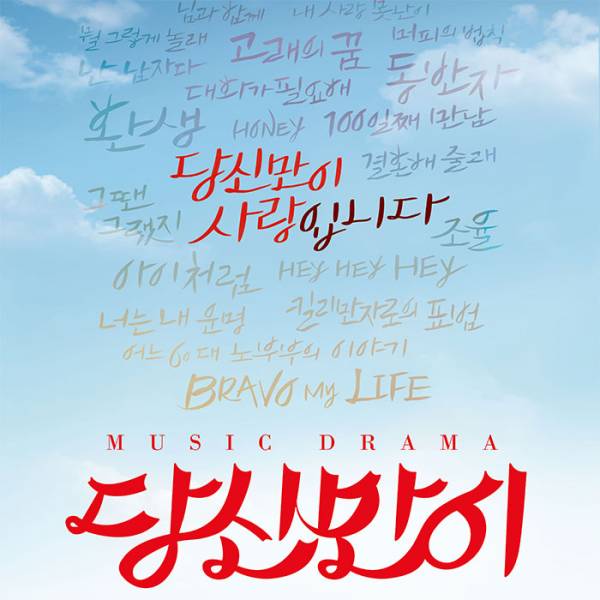 님과 함께 내 사랑 못난이
뭘 그렇게 놀래 고래의 꿈 머피의 법칙
난 남자다 대화가 필요해 동반자
환생 HONEY 100일째 만남
당신만이 결혼해 줄래
그땐
그랬지 사랑입니다 조율
아이처럼 HEY HEY HEY
너는 내 운명 킬리만자로의 표범
어느 60대 노부부의 이야기
BRAVO MY LIFE
MUSIC DRAMA
당신만이